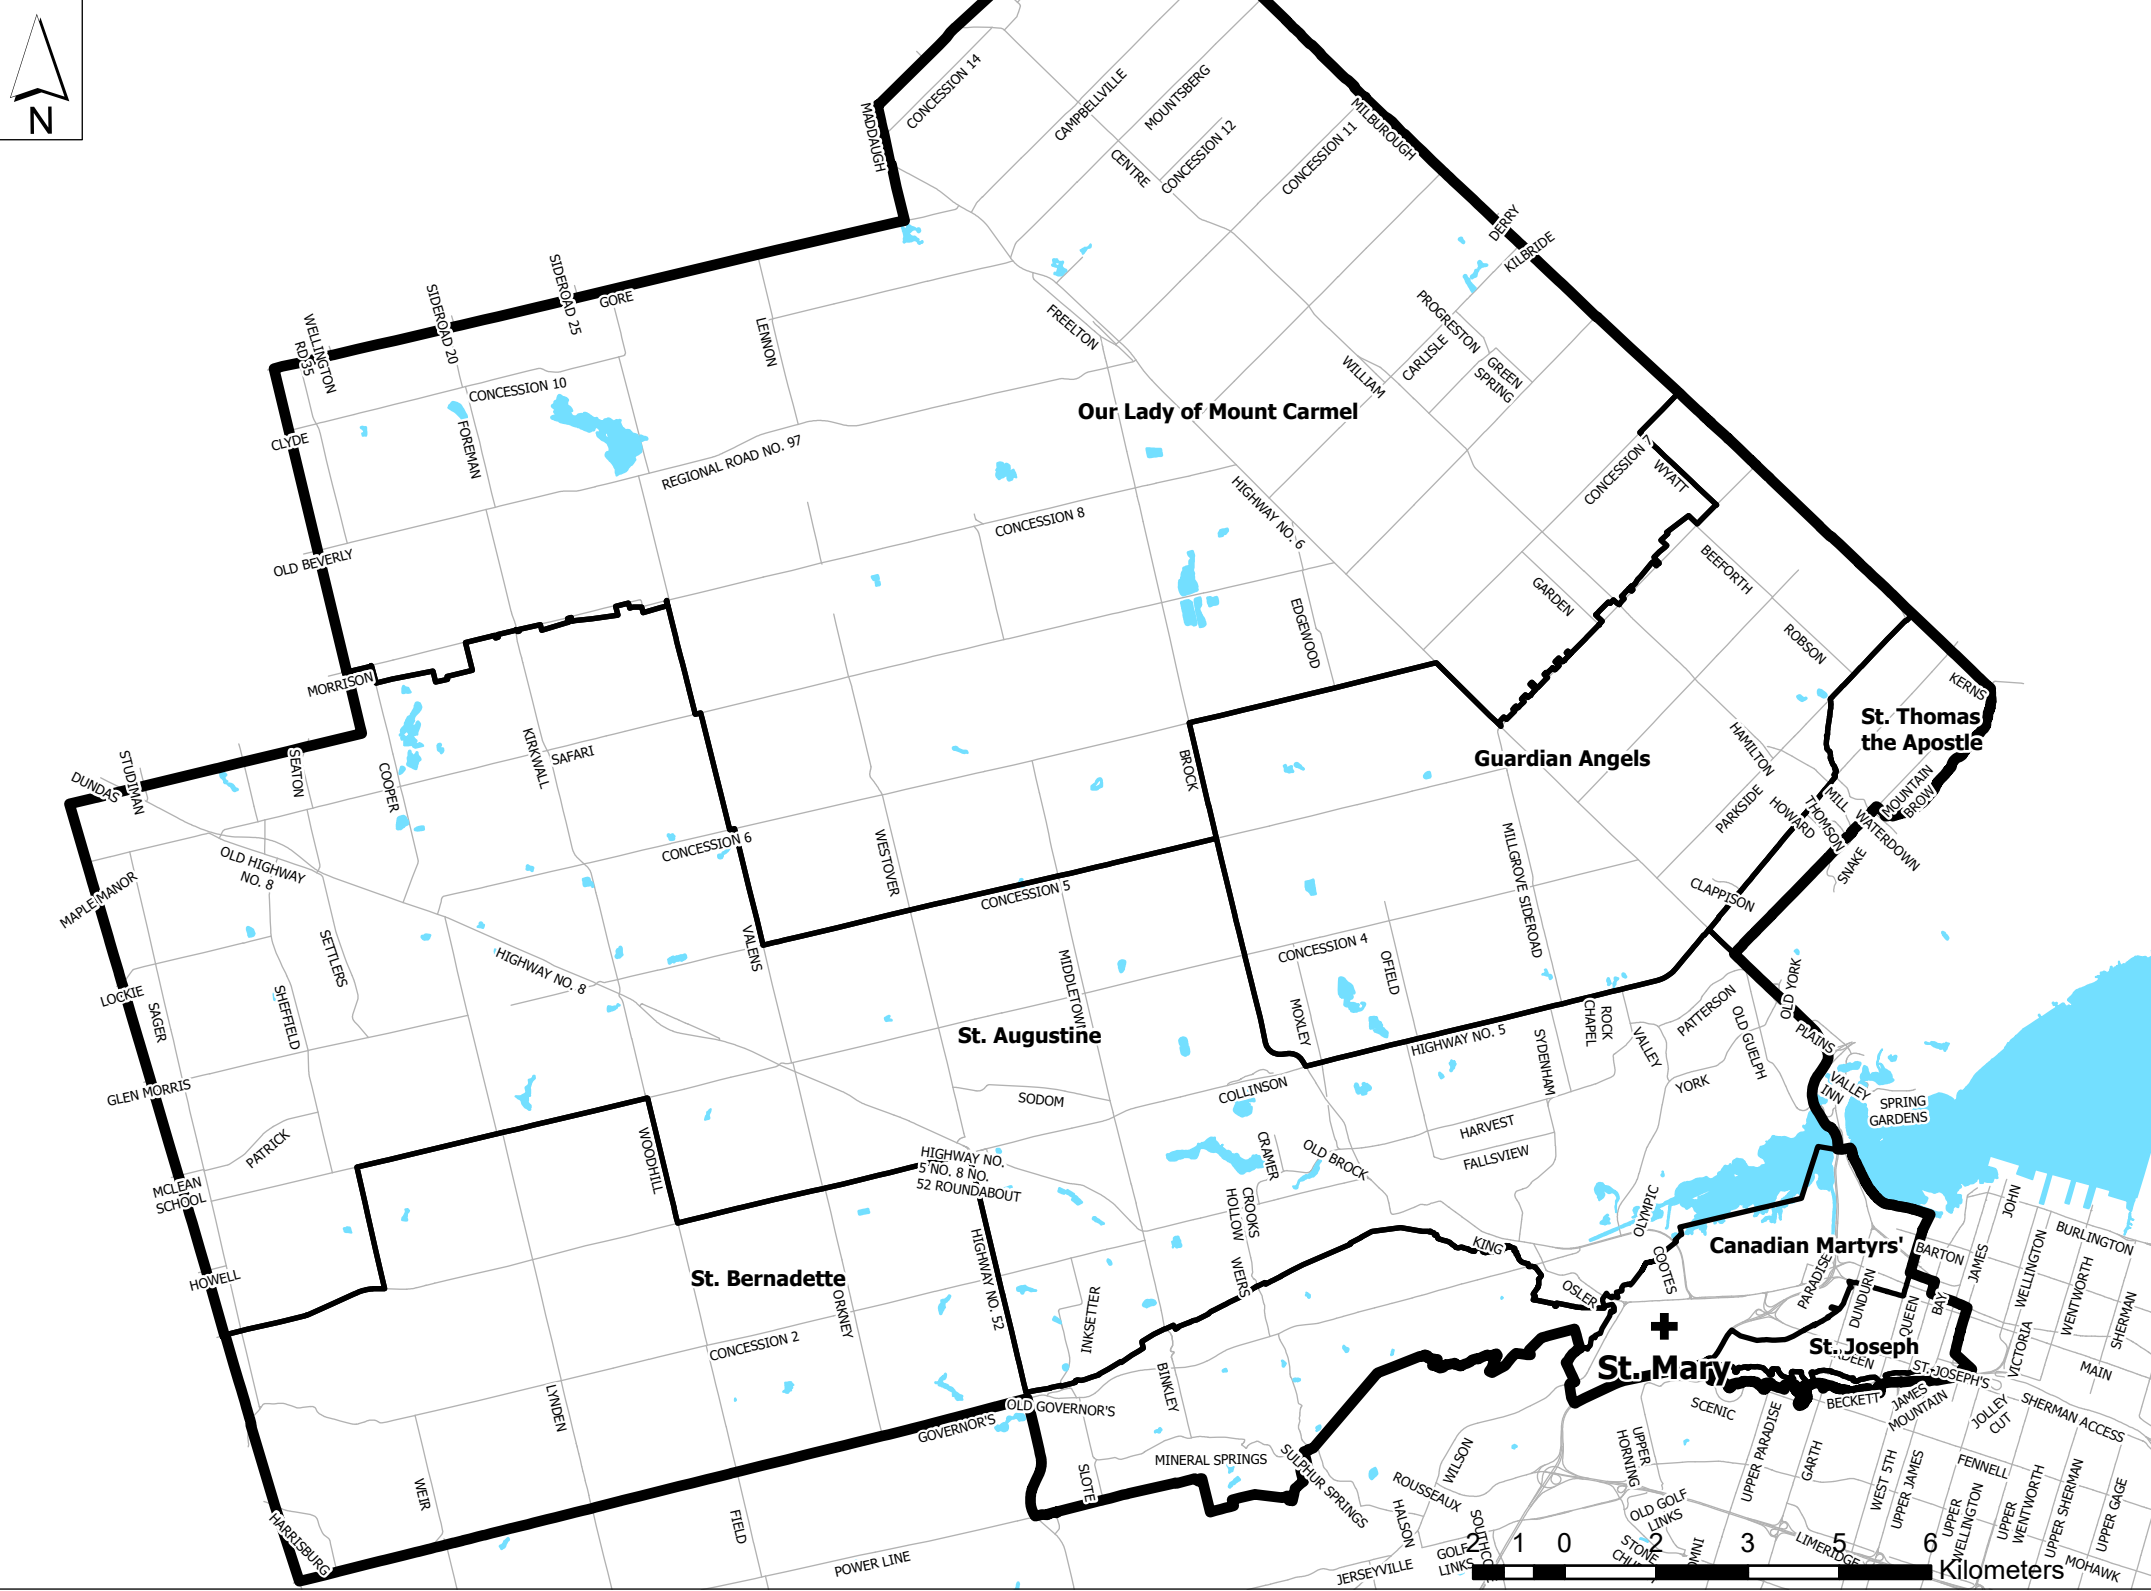 N
CONCESSION 14
MADDAUGH
CAMPBELLVILLE
MOUNTSBERG
CENTRE
CONCESSION 12
CONCESSION 11
MILBOROUGH
DERRY
KILBRIDE
SIDEROAD 25
SIDEROAD 20
GORE
WELLINGTON
RD 35
LENNON
FREELTON
PROGRESTON
CARLISLE
GREEN
SPRING
WILLIAM
CONCESSION 10
FOREMAN
CLYDE
Our Lady of Mount Carmel
REGIONAL ROAD NO. 97
CONCESSION 7
WYATT
HIGHWAY NO. 6
CONCESSION 8
OLD BEVERLY
BEEFORTH
GARDEN
EDGEWOOD
ROBSON
MORRISON
KERNS
St. Thomas
the Apostle
Guardian Angels
HAMILTON
BROCK
KIRKWALL
SAFARI
SEATON
COOPER
STUDIMAN
DUNDAS
MOUNTAIN
BROW
MILL
PARKSIDE
HOWARD
THOMSON
WATERDOWN
SNAKE
CONCESSION 6
WESTOVER
MILLGROVE SIDEROAD
OLD HIGHWAY
NO. 8
MAPLE MANOR
CONCESSION 5
CLAPPISON
VALENS
SETTLERS
HIGHWAY NO. 8
CONCESSION 4
OFIELD
MIDDLETOWN
LOCKIE
SAGER
SHEFFIELD
MOXLEY
OLD YORK
PATTERSON
OLD GUELPH
PLAINS
ROCK
CHAPEL
VALLEY
HIGHWAY NO. 5
SYDENHAM
St. Augustine
GLEN MORRIS
SODOM
COLLINSON
YORK
VALLEY
INN
SPRING
GARDENS
PATRICK
WOODHILL
HARVEST
FALLSVIEW
CRAMER
OLD BROCK
HIGHWAY NO.
5 NO. 8 NO.
52 ROUNDABOUT
MCLEAN
SCHOOL
CROOKS
HOLLOW
OLYMPIC
JOHN
BURLINGTON
KING
Canadian Martyrs'
BARTON
JAMES
WELLINGTON
WENTWORTH
SHERMAN
HOWELL
St. Bernadette
ORKNEY
HIGHWAY NO. 52
WEIRS
INKSETTER
OSLER
COOTES
PARADISE
DUNDURN
QUEEN
BAY
VICTORIA
MAIN
CONCESSION 2
St. Joseph
St. Mary
ST. JOSEPH'S
BINKLEY
LYNDEN
GOVERNOR'S
OLD GOVERNOR'S
SCENIC
BECKETT
JAMES
MOUNTAIN
JOLLEY
CUT
SHERMAN ACCESS
MINERAL SPRINGS
SULPHUR SPRINGS
WILSON
UPPER
HORNING
UPPER PARADISE
GARTH
WEST 5TH
UPPER JAMES
FENNELL
UPPER
WELLINGTON
UPPER
WENTWORTH
UPPER SHERMAN
UPPER GAGE
SLOTE
WEIR
FIELD
ROUSSEAUX
HALSON
OLD GOLF
LINKS
HARRISBURG
POWER LINE
JERSEYVILLE
GOLF
LINKS
STONE
LIMERIDGE
MOHAWK
2 1 0 2 3 5 6
Kilometers